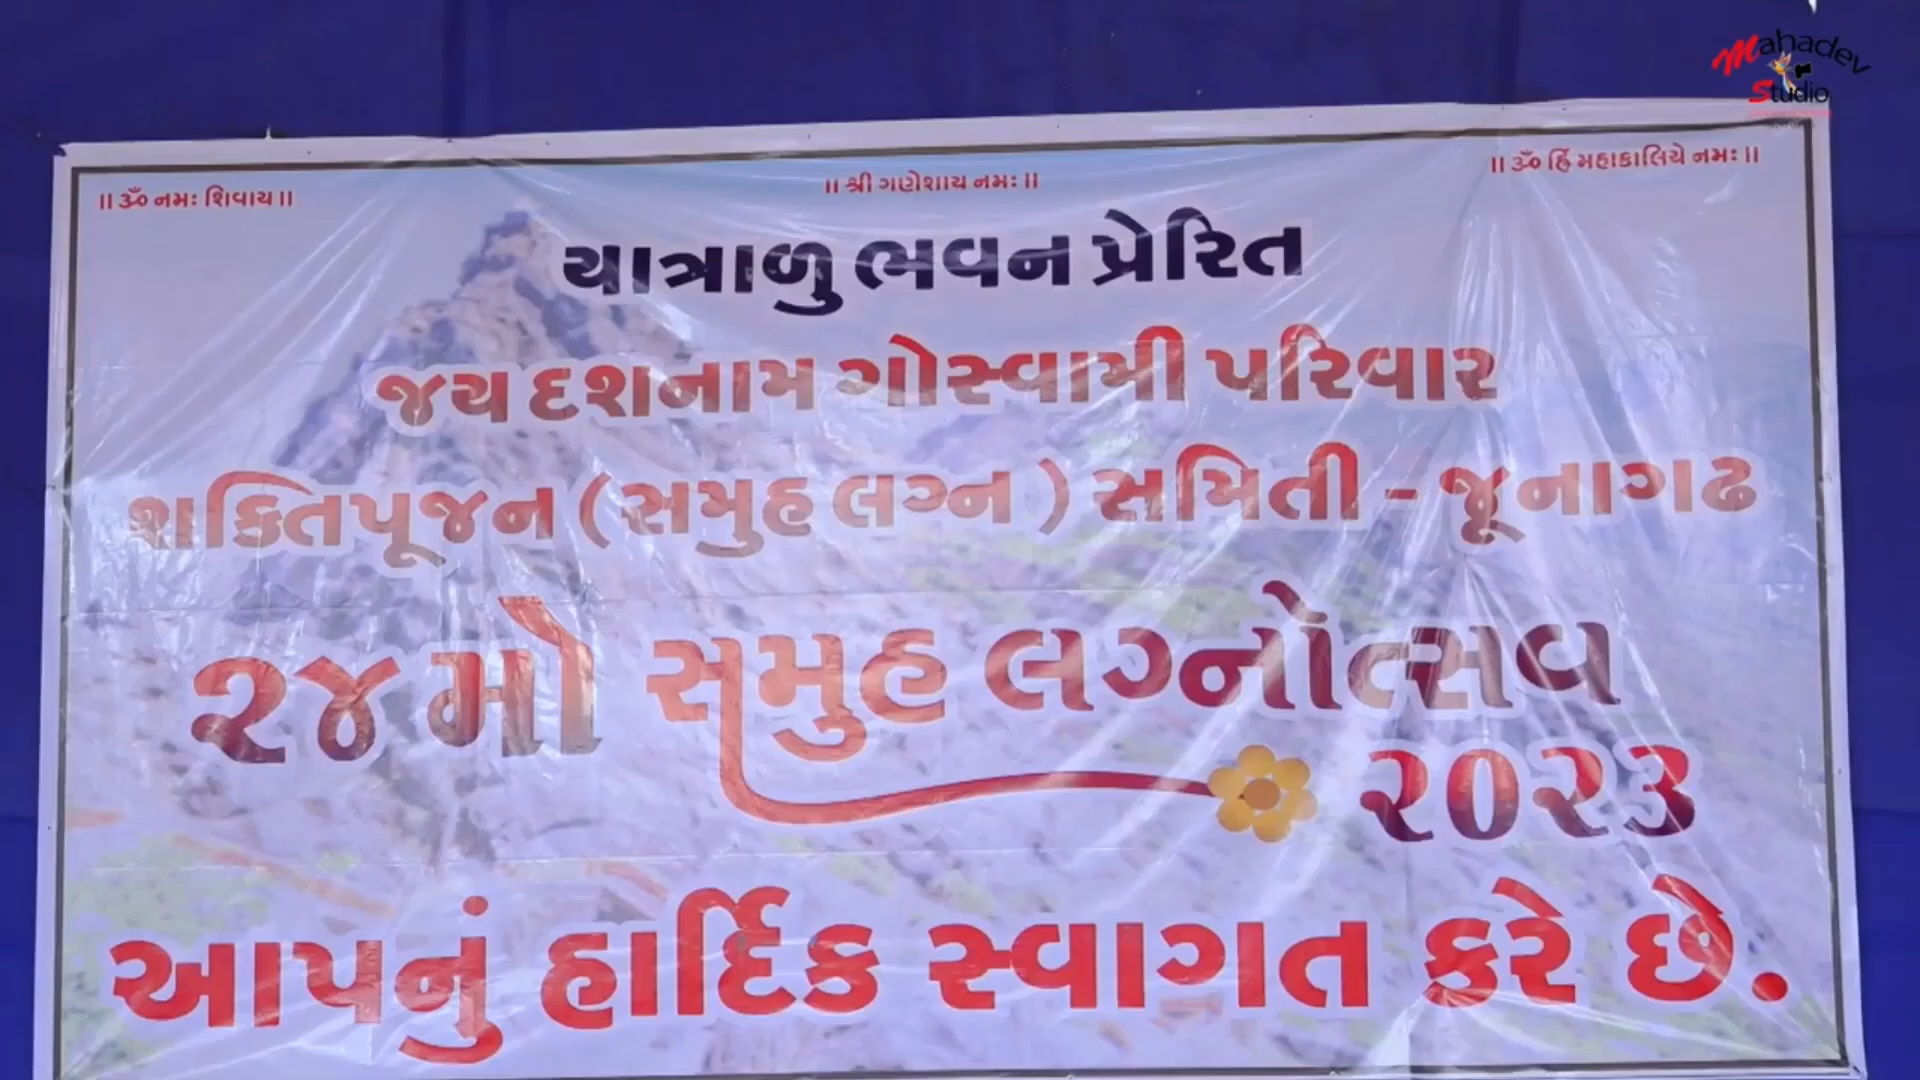 Mahadev
Studio
॥ ૐ નમઃ શિવાય ॥
॥ શ્રી ગણેશાય નમઃ ॥
॥ ૐ હ્રિં મહાકાલિયે નમઃ ॥
યાત્રાળુ ભવન પ્રેરિત
જય દશનામ ગોસ્વામી પરિવાર
શક્તિપૂજન ( સમુહ લગ્ન ) સમિતી - જૂનાગઢ
૨૪ મો સમુહ લગ્નોત્સવ
૨૦૨૩
આપનું હાર્દિક સ્વાગત કરે છે.